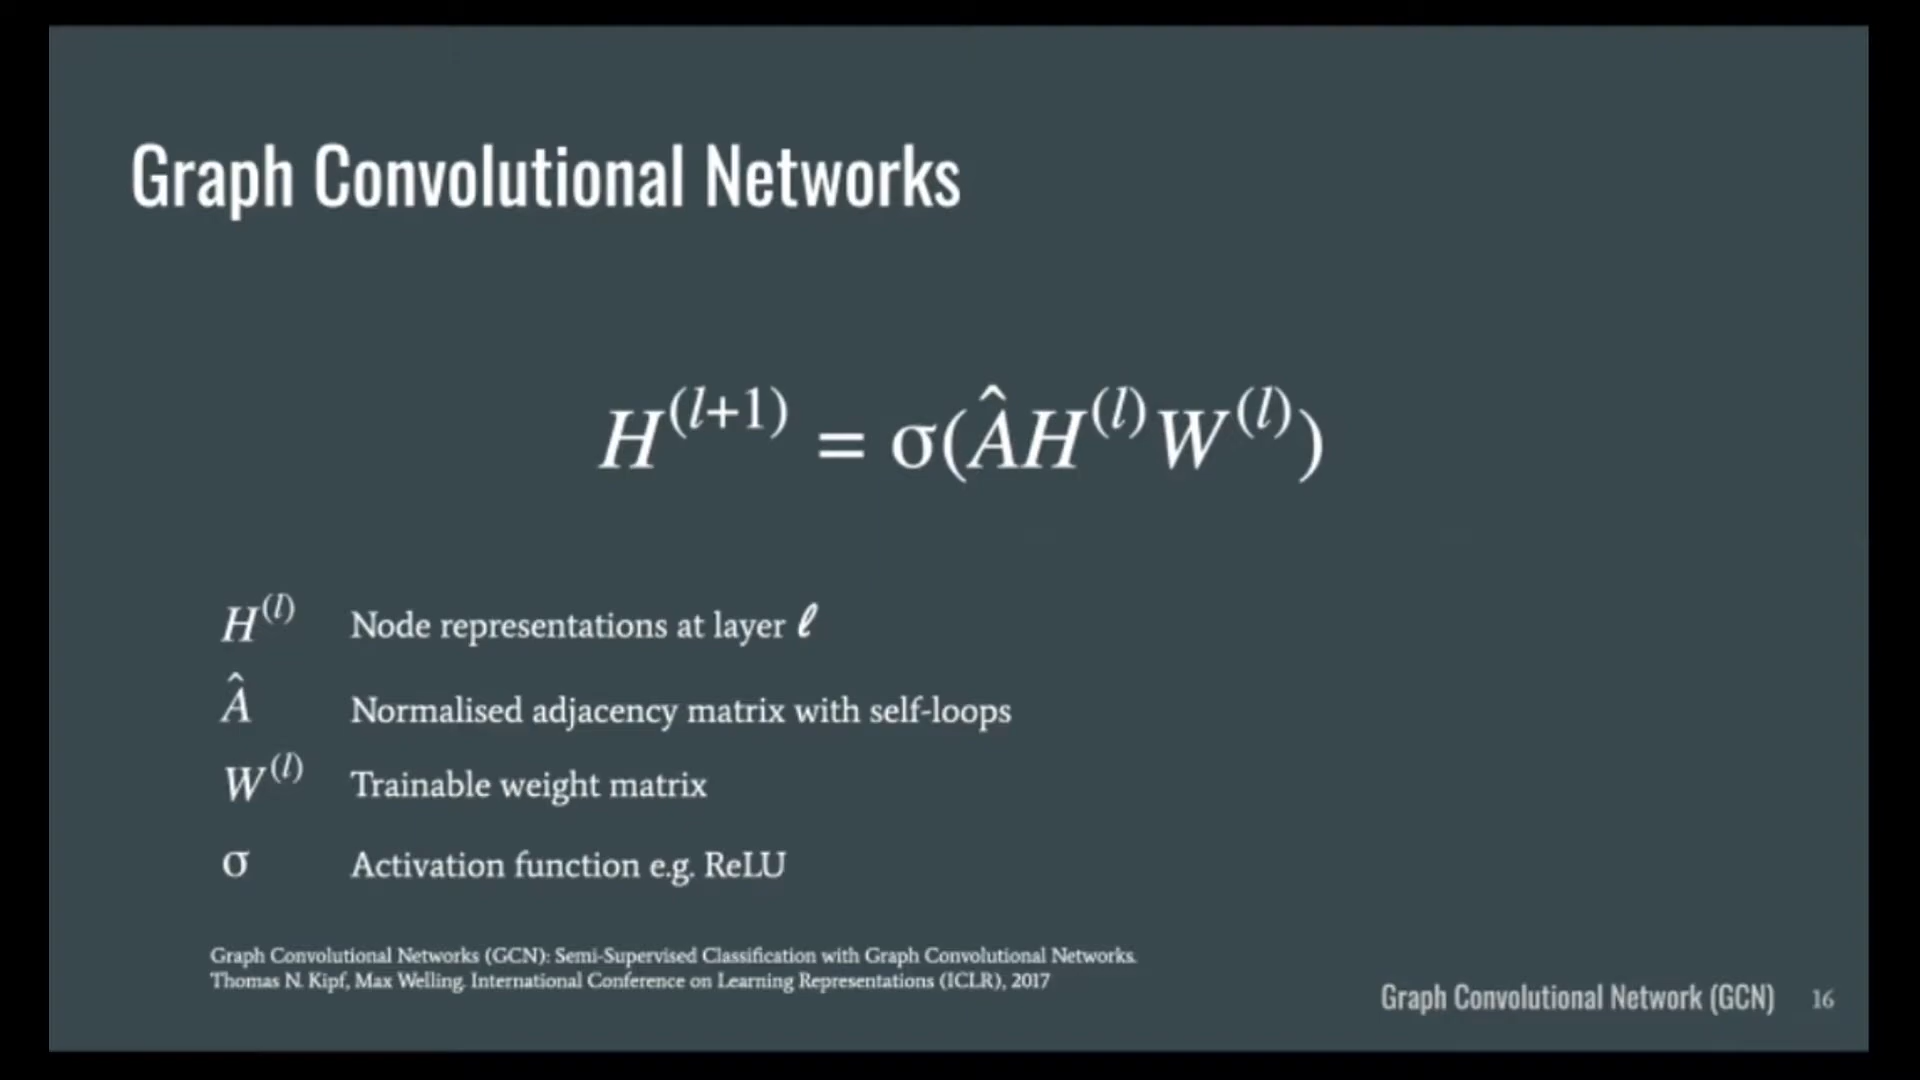 Graph Convolutional Networks
H^(l+1) = σ(ÂH^(l)W^(l))
H^(l) Node representations at layer ℓ
Â Normalised adjacency matrix with self-loops
W^(l) Trainable weight matrix
σ Activation function e.g. ReLU
Graph Convolutional Networks (GCN): Semi-Supervised Classification with Graph Convolutional Networks.
Thomas N. Kipf, Max Welling. International Conference on Learning Representations (ICLR), 2017
Graph Convolutional Network (GCN) 16